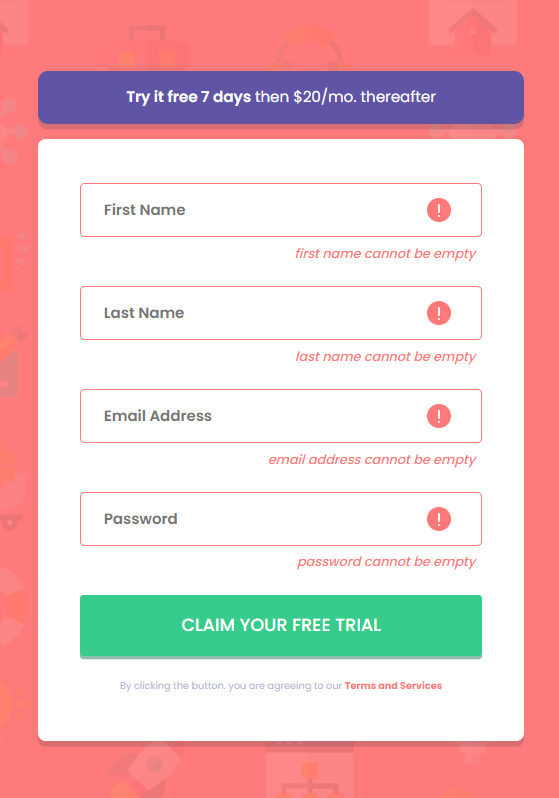 Try it free 7 days then $20/mo. thereafter
First Name
first name cannot be empty
Last Name
last name cannot be empty
Email Address
email address cannot be empty
Password
password cannot be empty
CLAIM YOUR FREE TRIAL
By clicking the button. you are agreeing to our Terms and Services